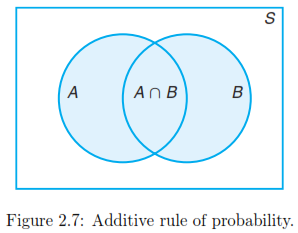 S
A A ∩ B B
Figure 2.7: Additive rule of probability.